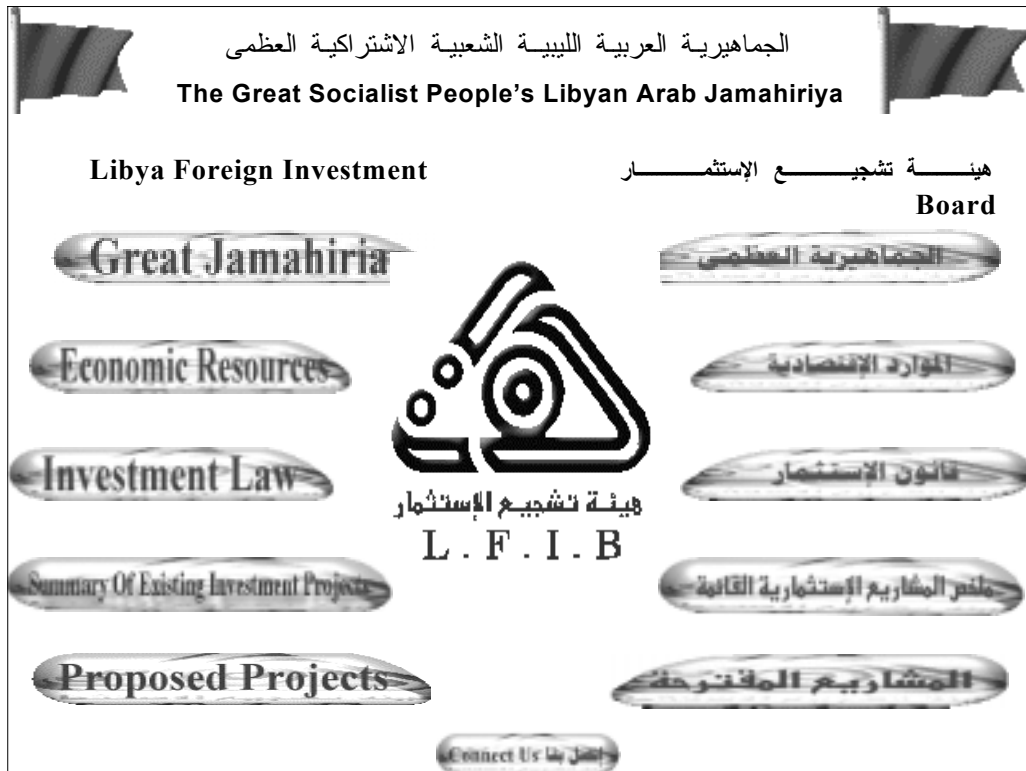 الجماهيرية العربية الليبية الشعبية الاشتراكية العظمى
The Great Socialist People's Libyan Arab Jamahiriya
Libya Foreign Investment هيئة تشجيع الإستثمار
Board
Great Jamahiria الجماهيرية العظمى
Economic Resources الموارد الإقتصادية
Investment Law قانون الإستثمار
هيئة تشجيع الإستثمار
L . F . I . B
Summary Of Existing Investment Projects ملخص المشاريع الإستثمارية القائمة
Proposed Projects المشاريع المقترحة
Connect Us إتصل بنا